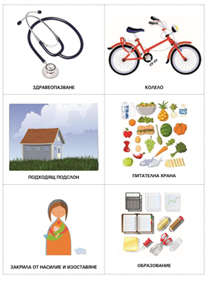 ЗДРАВЕОПАЗВАНЕ
КОЛЕЛО
ПОДХОДЯЩ ПОДСЛОН
ПИТАТЕЛНА ХРАНА
ЗАКРИЛА ОТ НАСИЛИЕ И ИЗОСТАВЯНЕ
ОБРАЗОВАНИЕ